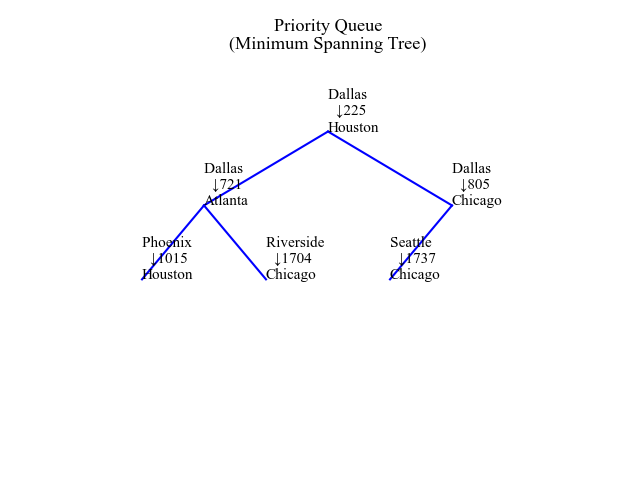 Priority Queue
(Minimum Spanning Tree)
Dallas
↓225
Houston
Dallas
↓721
Atlanta
Dallas
↓805
Chicago
Phoenix
↓1015
Houston
Riverside
↓1704
Chicago
Seattle
↓1737
Chicago